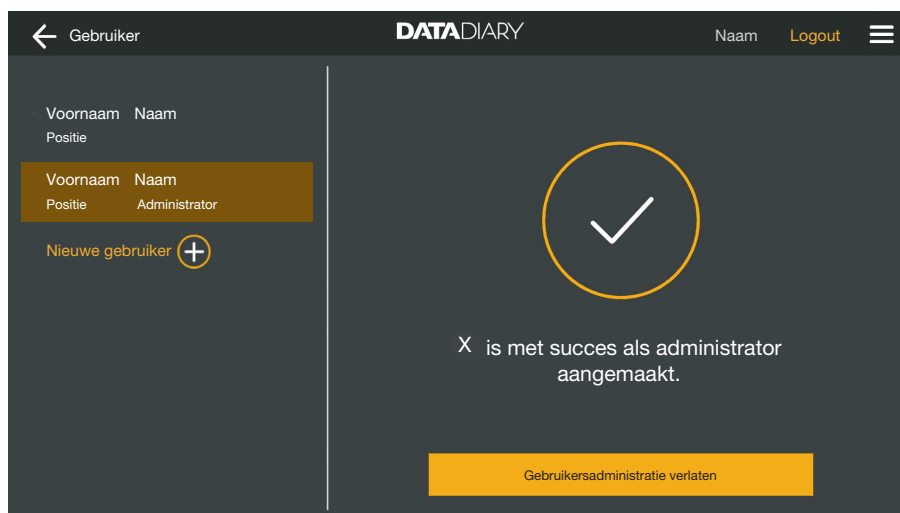 Gebruiker
DATADIARY
Naam
Logout
Voornaam Naam
Positie
Voornaam Naam
Positie Administrator
Nieuwe gebruiker
X is met succes als administrator
aangemaakt.
Gebruikersadministratie verlaten